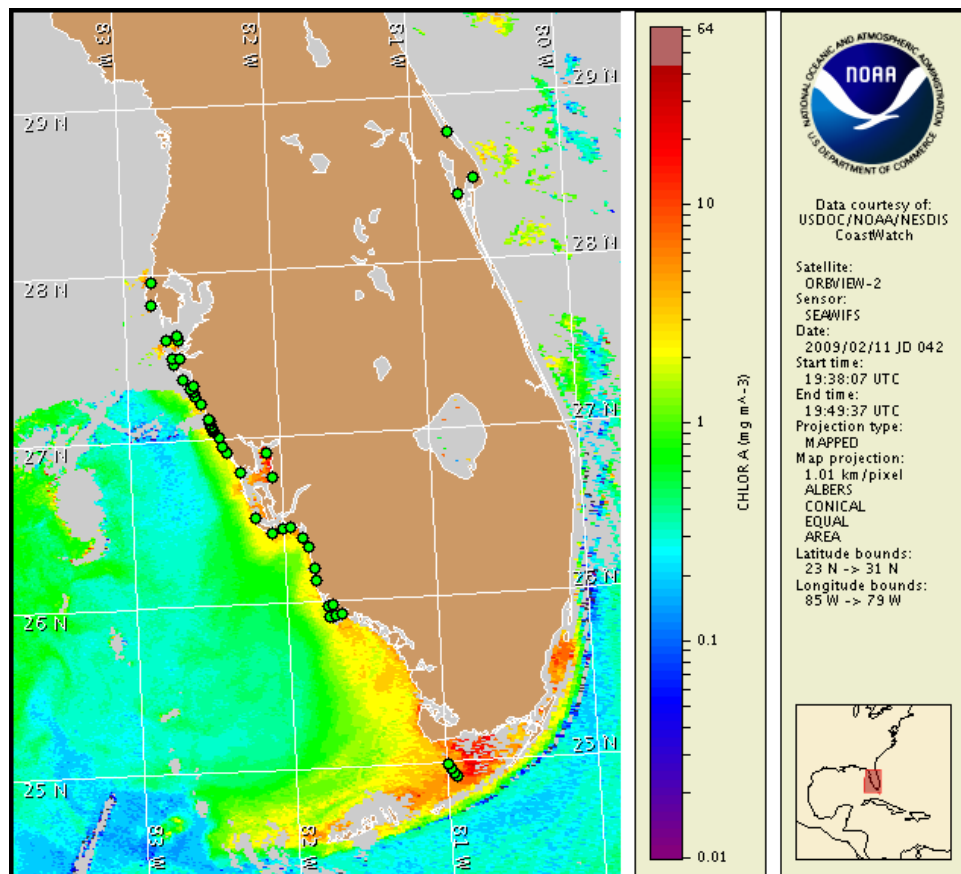 83 W
82 W
81 W
80 W
29 N
29 N
28 N
28 N
27 N
27 N
26 N
26 N
25 N
25 N
83 W
82 W
81 W
64
10
1
0.1
0.01
CHLOR A (mg m^-3)
NATIONAL OCEANIC AND ATMOSPHERIC ADMINISTRATION
NOAA
U.S. DEPARTMENT OF COMMERCE
Data courtesy of:
USDOC/NOAA/NESDIS
CoastWatch
Satellite:
ORBVIEW-2
Sensor:
SEAWIFS
Date:
2009/02/11 JD 042
Start time:
19:38:07 UTC
End time:
19:49:37 UTC
Projection type:
MAPPED
Map projection:
1.01 km/pixel
ALBERS
CONICAL
EQUAL
AREA
Latitude bounds:
23 N -> 31 N
Longitude bounds:
85 W -> 79 W